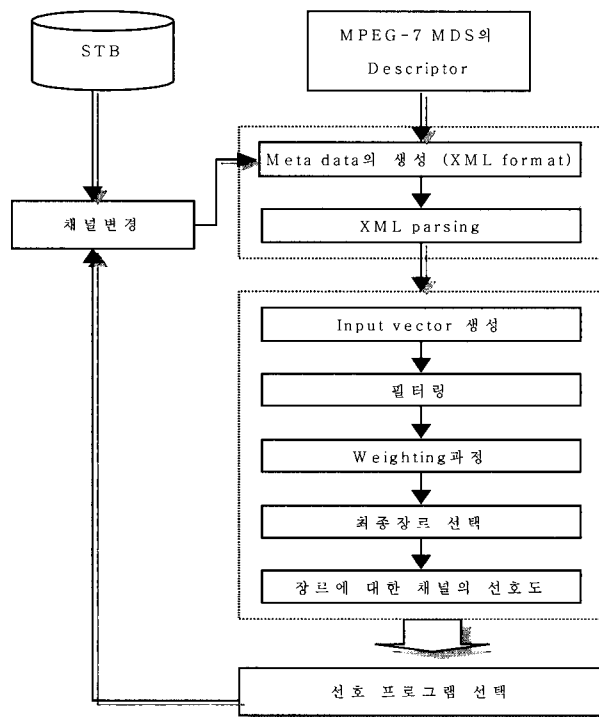 STB
MPEG-7 MDS의
Descriptor
Meta data의 생성 (XML format)
채널변경
XML parsing
Input vector 생성
필터링
Weighting과정
최종장르 선택
장르에 대한 채널의 선호도
선호 프로그램 선택